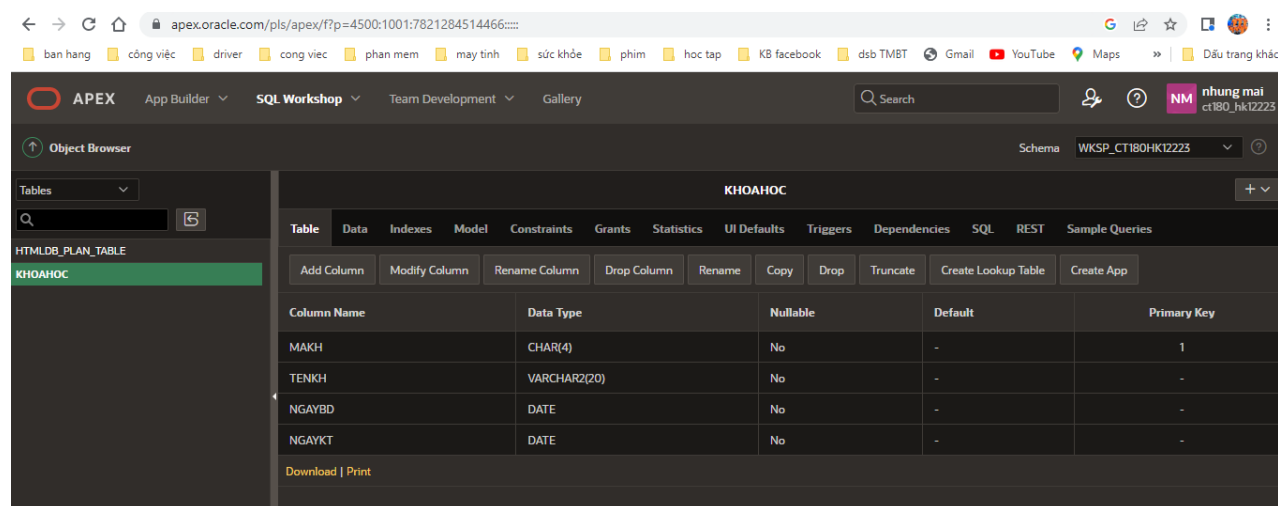 apex.oracle.com/pls/apex/f?p=4500:1001:7821284514466:::::
ban hang công việc driver cong viec phan mem may tinh sức khỏe phim hoc tap KB facebook dsb TMBT Gmail YouTube Maps » Dấu trang khác
APEX App Builder SQL Workshop Team Development Gallery Search NM nhung mai
ct180_hk12223
Object Browser Schema WKSP_CT180HK12223
Tables KHOAHOC
Table Data Indexes Model Constraints Grants Statistics UI Defaults Triggers Dependencies SQL REST Sample Queries
HTMLDB_PLAN_TABLE
KHOAHOC
Add Column Modify Column Rename Column Drop Column Rename Copy Drop Truncate Create Lookup Table Create App
Column Name Data Type Nullable Default Primary Key
MAKH CHAR(4) No - 1
TENKH VARCHAR2(20) No - -
NGAYBD DATE No - -
NGAYKT DATE No - -
Download | Print